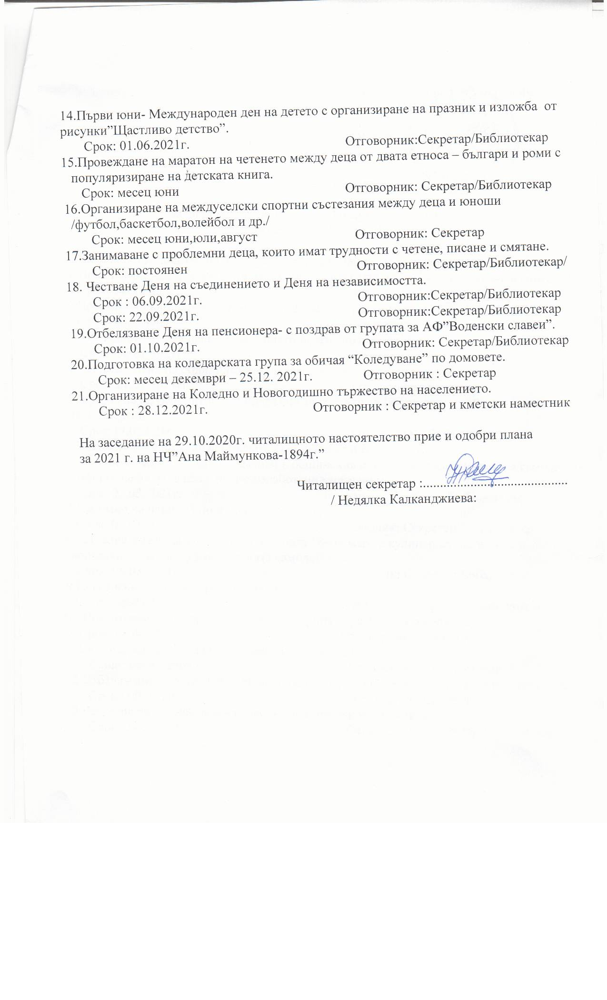 14.Първи юни- Международен ден на детето с организиране на празник и изложба от
рисунки”Щастливо детство”.
Срок: 01.06.2021г. Отговорник:Секретар/Библиотекар
15.Провеждане на маратон на четенето между деца от двата етноса – българи и роми с
популяризиране на детската книга.
Срок: месец юни Отговорник: Секретар/Библиотекар
16.Организиране на междуселски спортни състезания между деца и юноши
/футбол,баскетбол,волейбол и др./
Срок: месец юни,юли,август Отговорник: Секретар
17.Занимаване с проблемни деца, които имат трудности с четене, писане и смятане.
Срок: постоянен Отговорник: Секретар/Библиотекар/
18. Честване Деня на съединението и Деня на независимостта.
Срок : 06.09.2021г. Отговорник:Секретар/Библиотекар
Срок: 22.09.2021г. Отговорник:Секретар/Библиотекар
19.Отбелязване Деня на пенсионера- с поздрав от групата за АФ”Воденски славеи”.
Срок: 01.10.2021г. Отговорник: Секретар/Библиотекар
20.Подготовка на коледарската група за обичая “Коледуване” по домовете.
Срок: месец декември – 25.12. 2021г. Отговорник : Секретар
21.Организиране на Коледно и Новогодишно тържество на населението.
Срок : 28.12.2021г. Отговорник : Секретар и кметски наместник
На заседание на 29.10.2020г. читалищното настоятелство прие и одобри плана
за 2021 г. на НЧ”Ана Маймункова-1894г.”
Читалищен секретар :...........................................
/ Недялка Калканджиева: